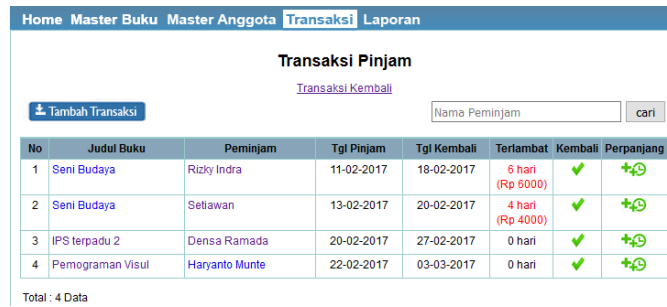 Home Master Buku Master Anggota Transaksi Laporan
Transaksi Pinjam
Transaksi Kembali
Tambah Transaksi Nama Peminjam cari
No Judul Buku Peminjam Tgl Pinjam Tgl Kembali Terlambat Kembali Perpanjang
1 Seni Budaya Rizky Indra 11-02-2017 18-02-2017 6 hari
(Rp 6000)
2 Seni Budaya Setiawan 13-02-2017 20-02-2017 4 hari
(Rp 4000)
3 IPS terpadu 2 Densa Ramada 20-02-2017 27-02-2017 0 hari
4 Pemograman Visul Haryanto Munte 22-02-2017 03-03-2017 0 hari
Total : 4 Data